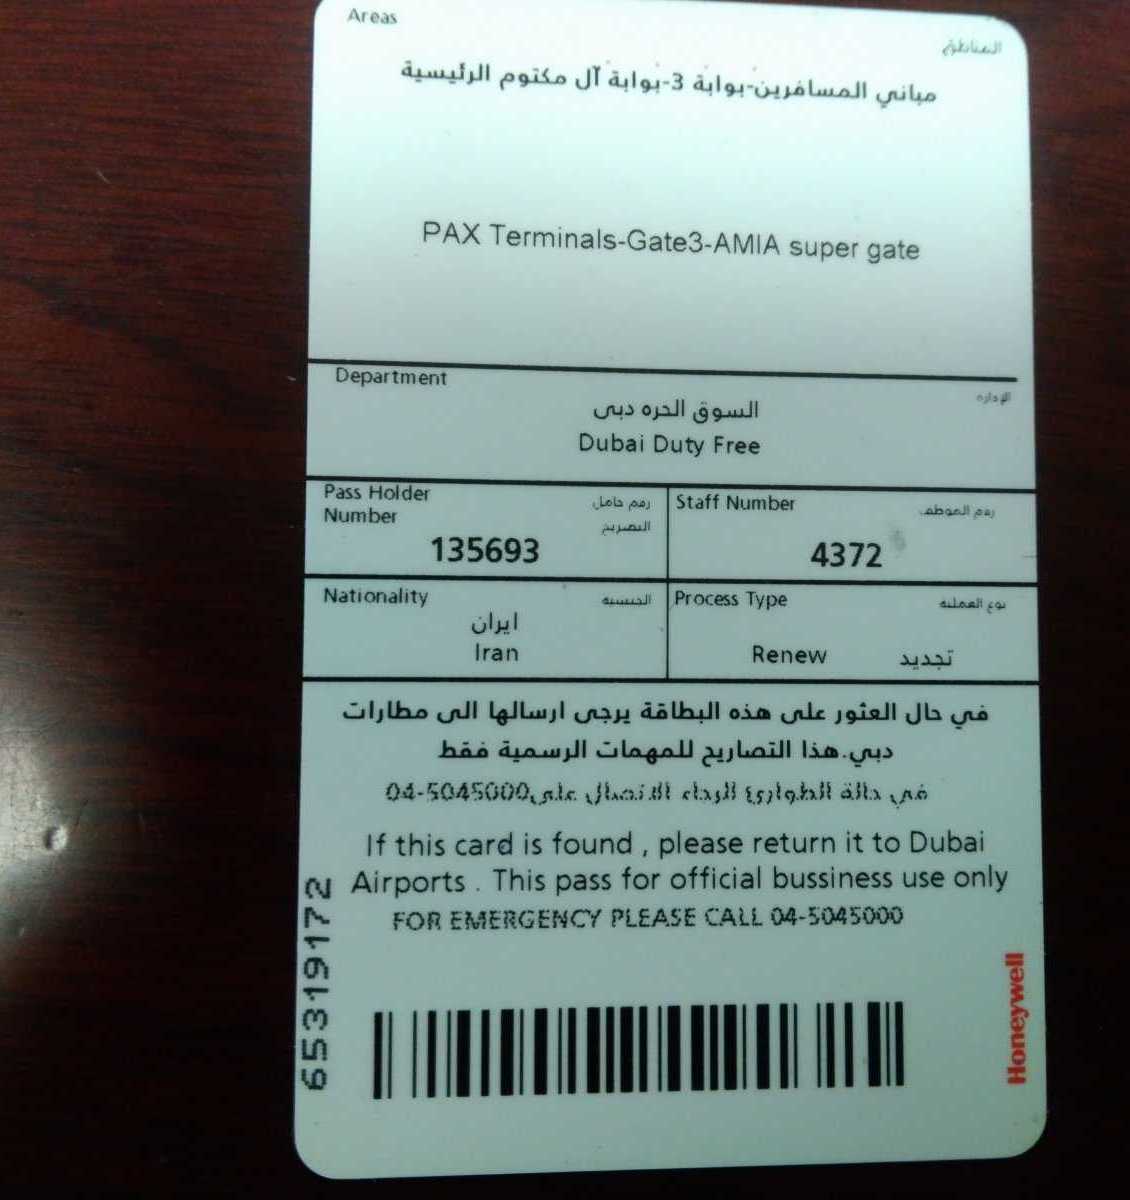 Areas
المناطق
مباني المسافرين-بوابة 3-بوابة آل مكتوم الرئيسية
PAX Terminals-Gate3-AMIA super gate
Department
الإدارة
السوق الحره دبى
Dubai Duty Free
Pass Holder
Number
رقم حامل
التصريح
135693
Staff Number
رقم الموظف
4372
Nationality
الجنسية
ايران
Iran
Process Type
نوع العملية
Renew تجديد
في حال العثور على هذه البطاقة يرجى ارسالها الى مطارات
دبي.هذا التصاريح للمهمات الرسمية فقط
في حالة الطوارئ الرجاء الاتصال على04-5045000
If this card is found , please return it to Dubai
Airports . This pass for official bussiness use only
FOR EMERGENCY PLEASE CALL 04-5045000
65319172
Honeywell